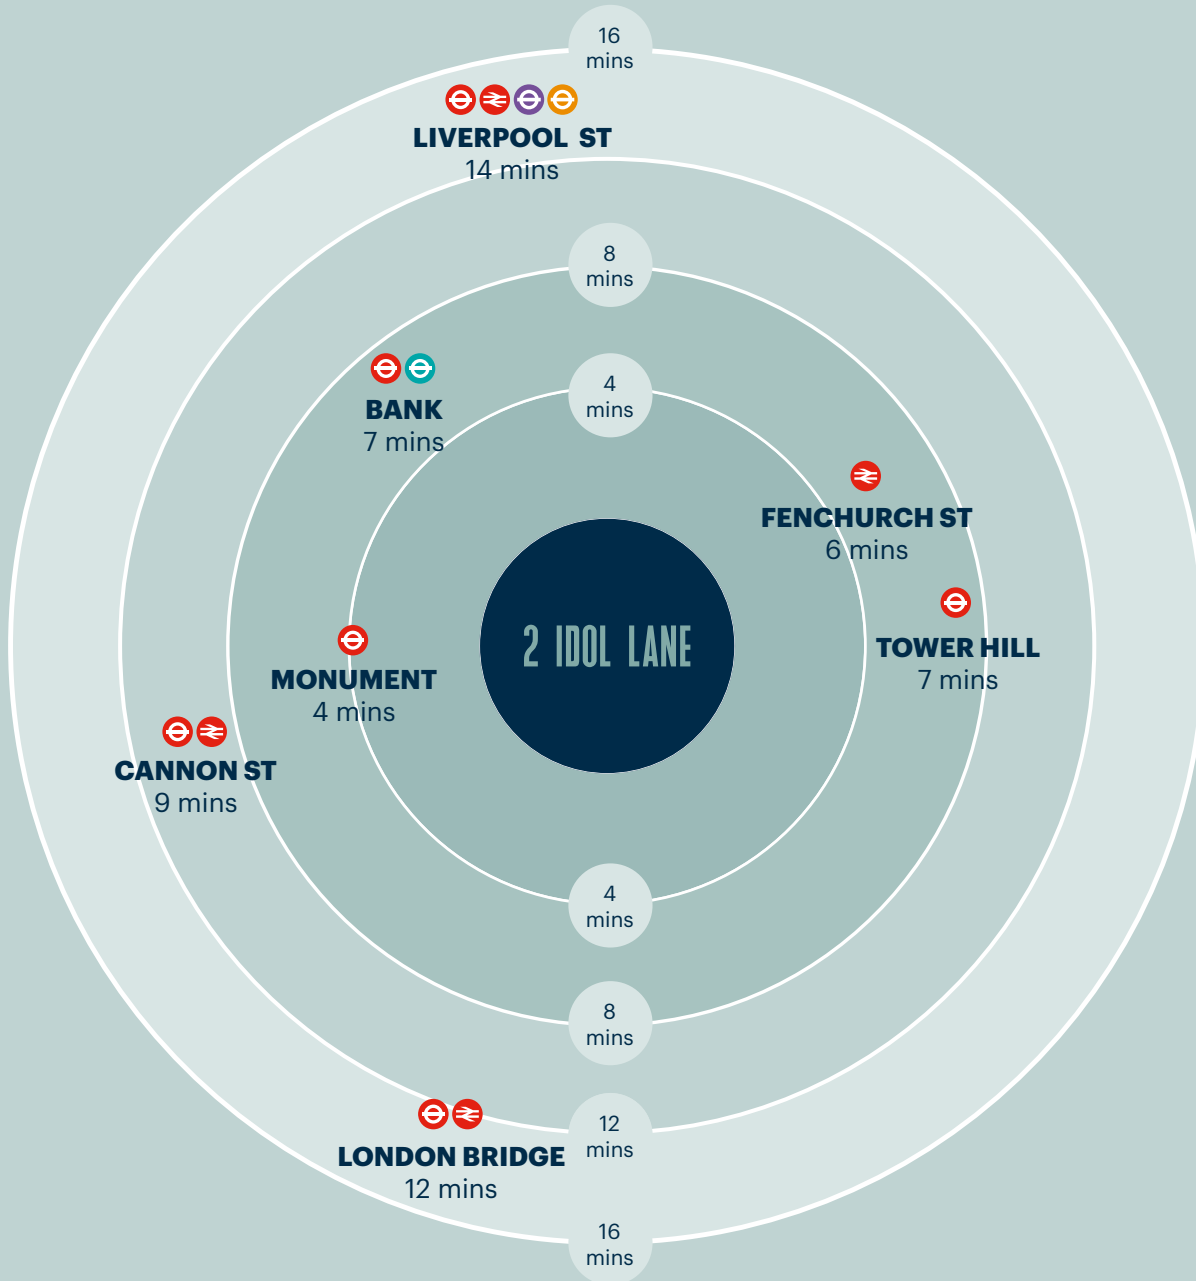 16
mins
LIVERPOOL ST
14 mins
8
mins
4
mins
BANK
7 mins
FENCHURCH ST
6 mins
2 IDOL LANE
TOWER HILL
7 mins
MONUMENT
4 mins
CANNON ST
9 mins
4
mins
8
mins
12
mins
LONDON BRIDGE
12 mins
16
mins